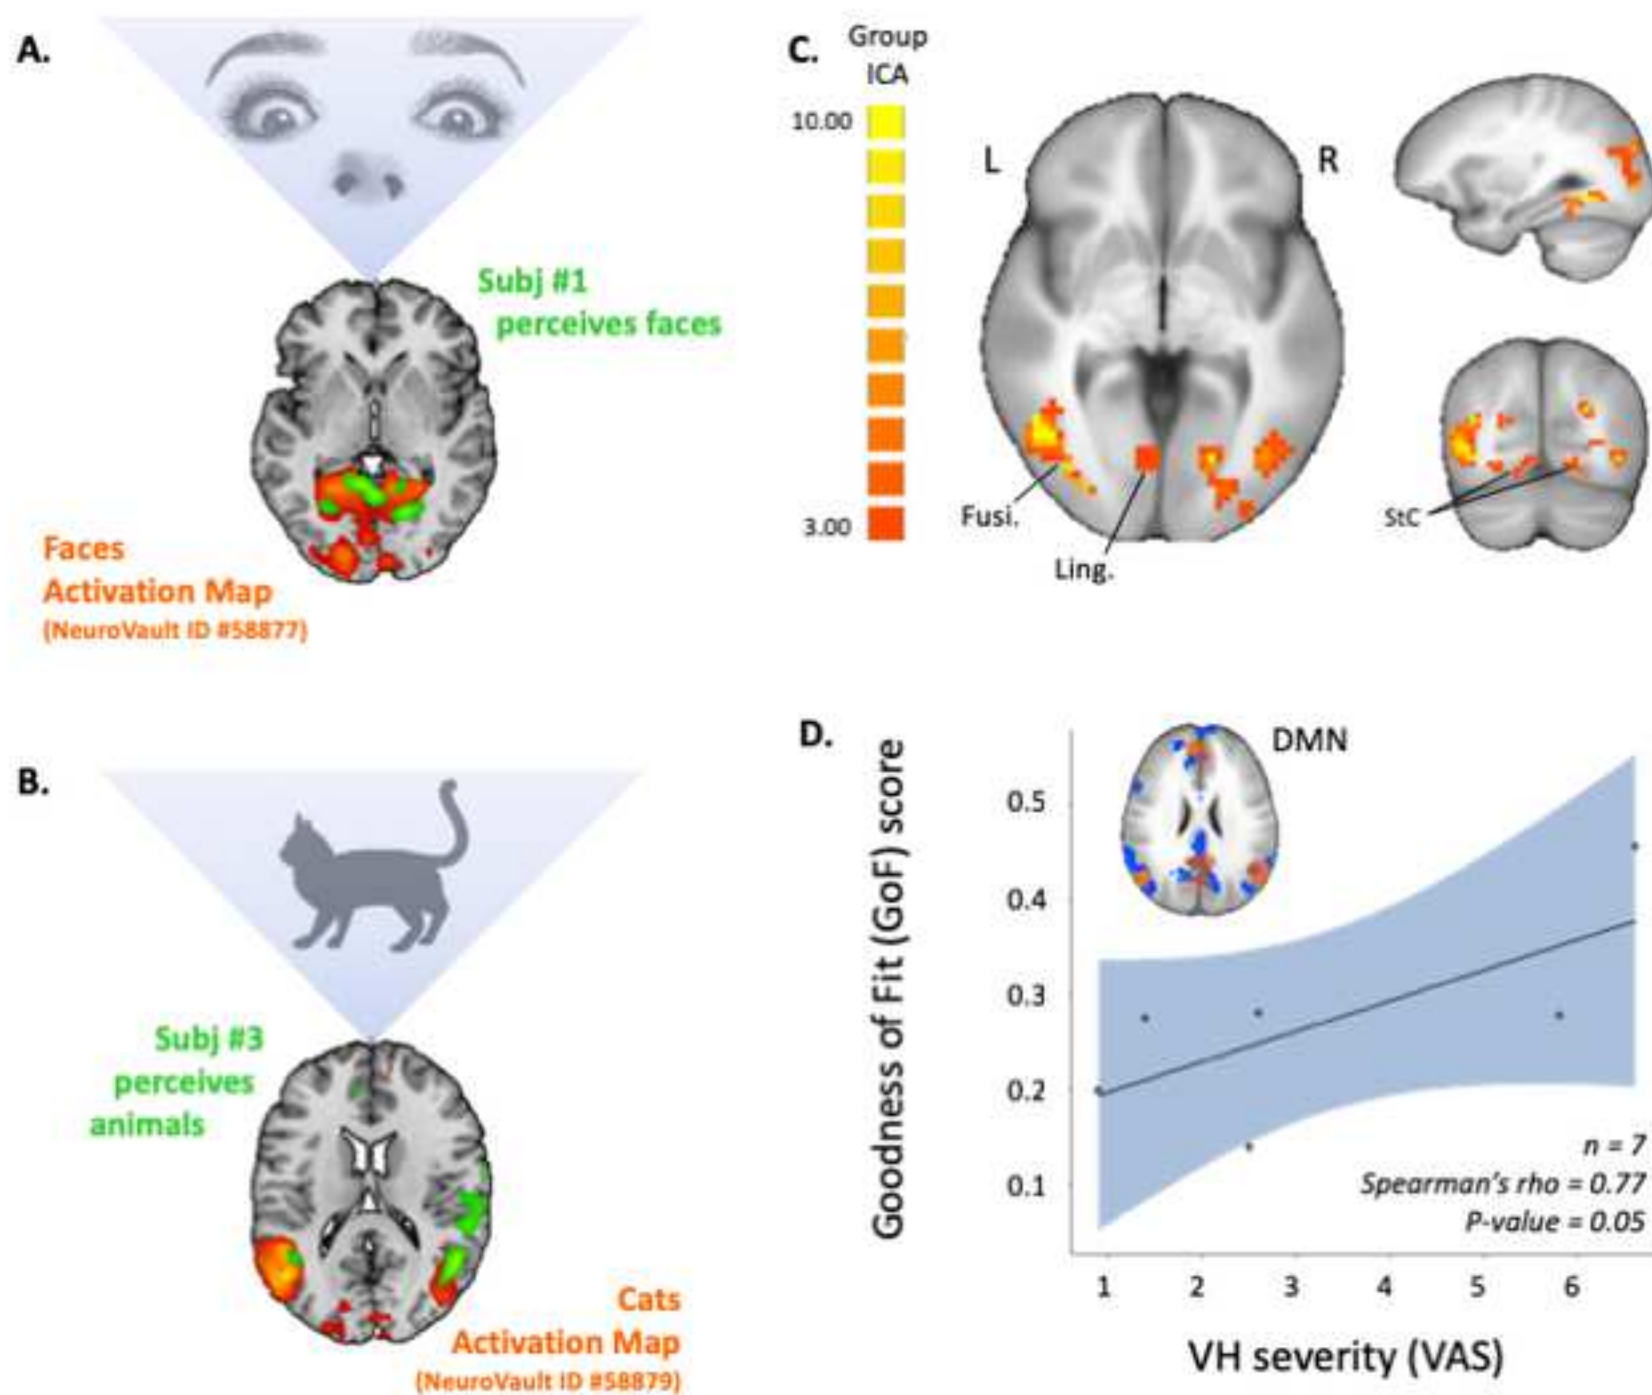 A.
Subj #1
perceives faces
Faces
Activation Map
(NeuroVault ID #58877)
B.
Subj #3
perceives
animals
Cats
Activation Map
(NeuroVault ID #58879)
C.
Group
ICA
10.00
3.00
L
R
Fusi.
Ling.
StC
D.
Goodness of Fit (GoF) score
DMN
0.5
0.4
0.3
0.2
0.1
n = 7
Spearman's rho = 0.77
P-value = 0.05
1 2 3 4 5 6
VH severity (VAS)